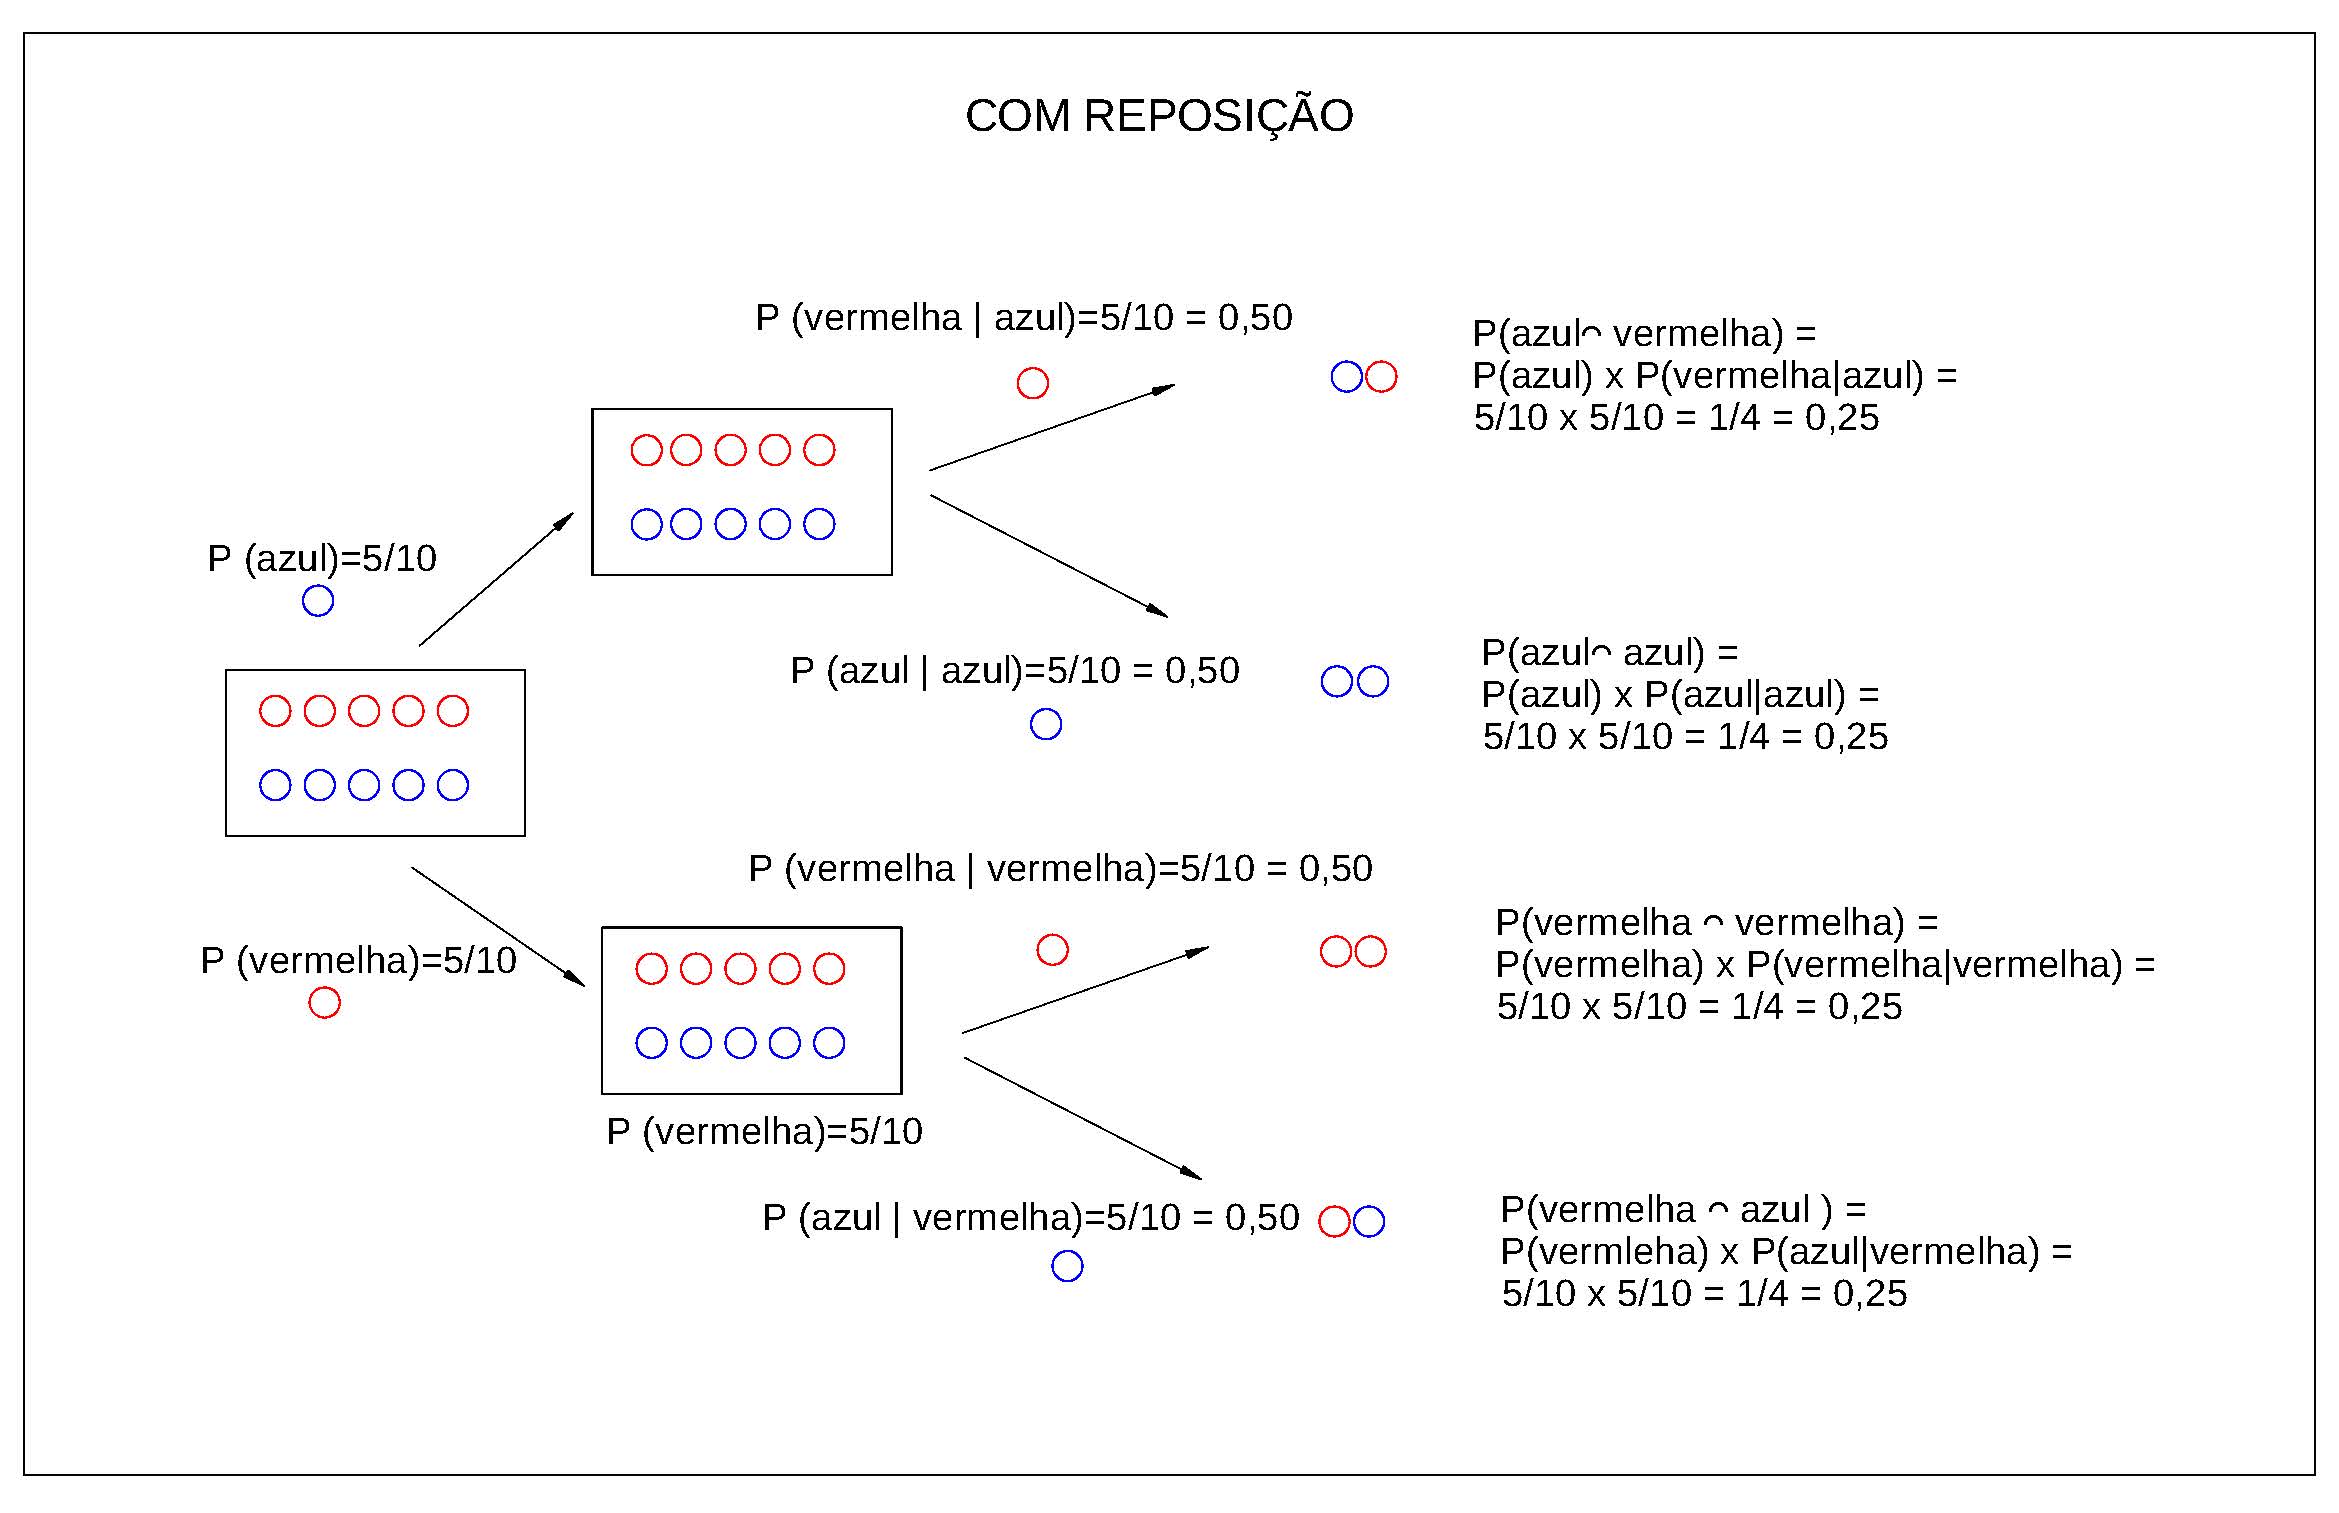 COM REPOSIÇÃO
P (vermelha | azul)=5/10 = 0,50
P(azul∩ vermelha) =
P(azul) x P(vermelha|azul) =
5/10 x 5/10 = 1/4 = 0,25
P (azul)=5/10
P (azul | azul)=5/10 = 0,50
P(azul∩ azul) =
P(azul) x P(azul|azul) =
5/10 x 5/10 = 1/4 = 0,25
P (vermelha | vermelha)=5/10 = 0,50
P (vermelha)=5/10
P(vermelha ∩ vermelha) =
P(vermelha) x P(vermelha|vermelha) =
5/10 x 5/10 = 1/4 = 0,25
P (vermelha)=5/10
P (azul | vermelha)=5/10 = 0,50
P(vermelha ∩ azul ) =
P(vermleha) x P(azul|vermelha) =
5/10 x 5/10 = 1/4 = 0,25